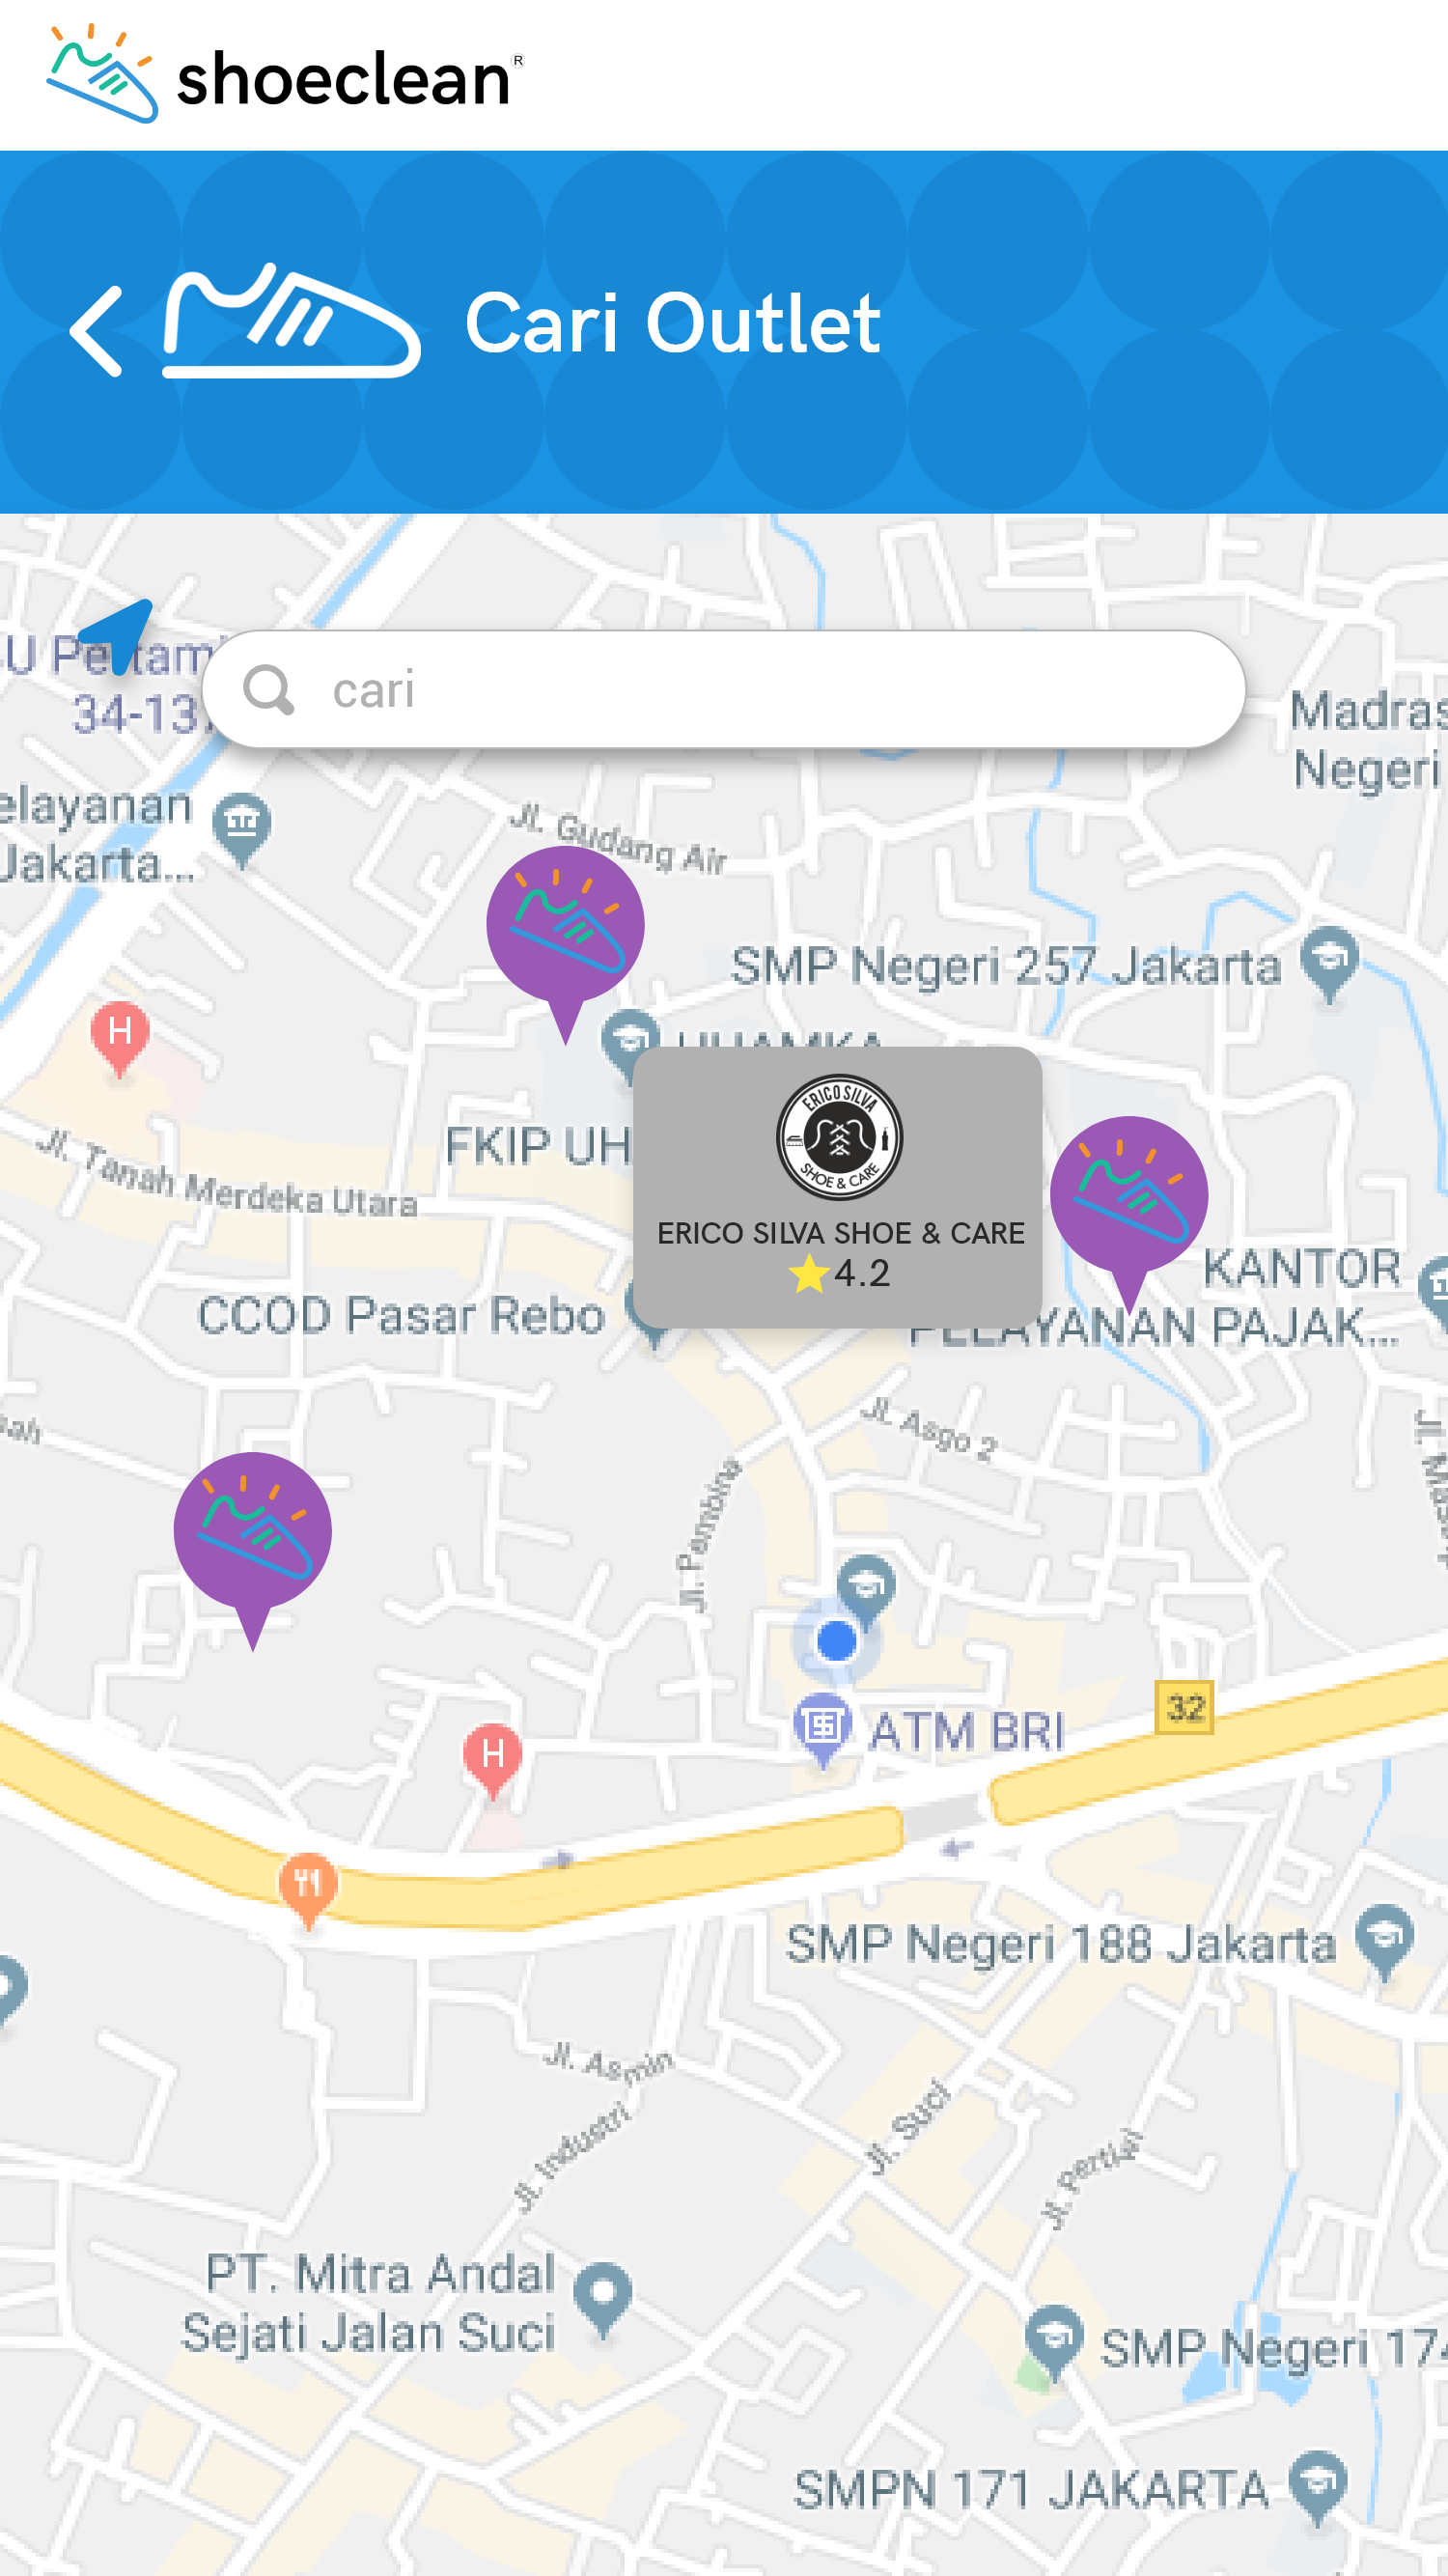 shoeclean®
Cari Outlet
34-13
cari
Madras
Negeri
elayanan
Jakarta...
Jl. Gudang Air
SMP Negeri 257 Jakarta
H
UHAMKA
FKIP UH
Jl. Tanah Merdeka Utara
ERICO SILVA
SHOE & CARE
ERICO SILVA SHOE & CARE
4.2
KANTOR
PELAYANAN PAJAK...
CCOD Pasar Rebo
Jl. Asgo 2
Jl. Pambina
32
ATM BRI
H
SMP Negeri 188 Jakarta
Jl. Asmin
Jl. Industri
Jl. Suci
Jl. Pertiwi
PT. Mitra Andal
Sejati Jalan Suci
SMP Negeri 174
SMPN 171 JAKARTA